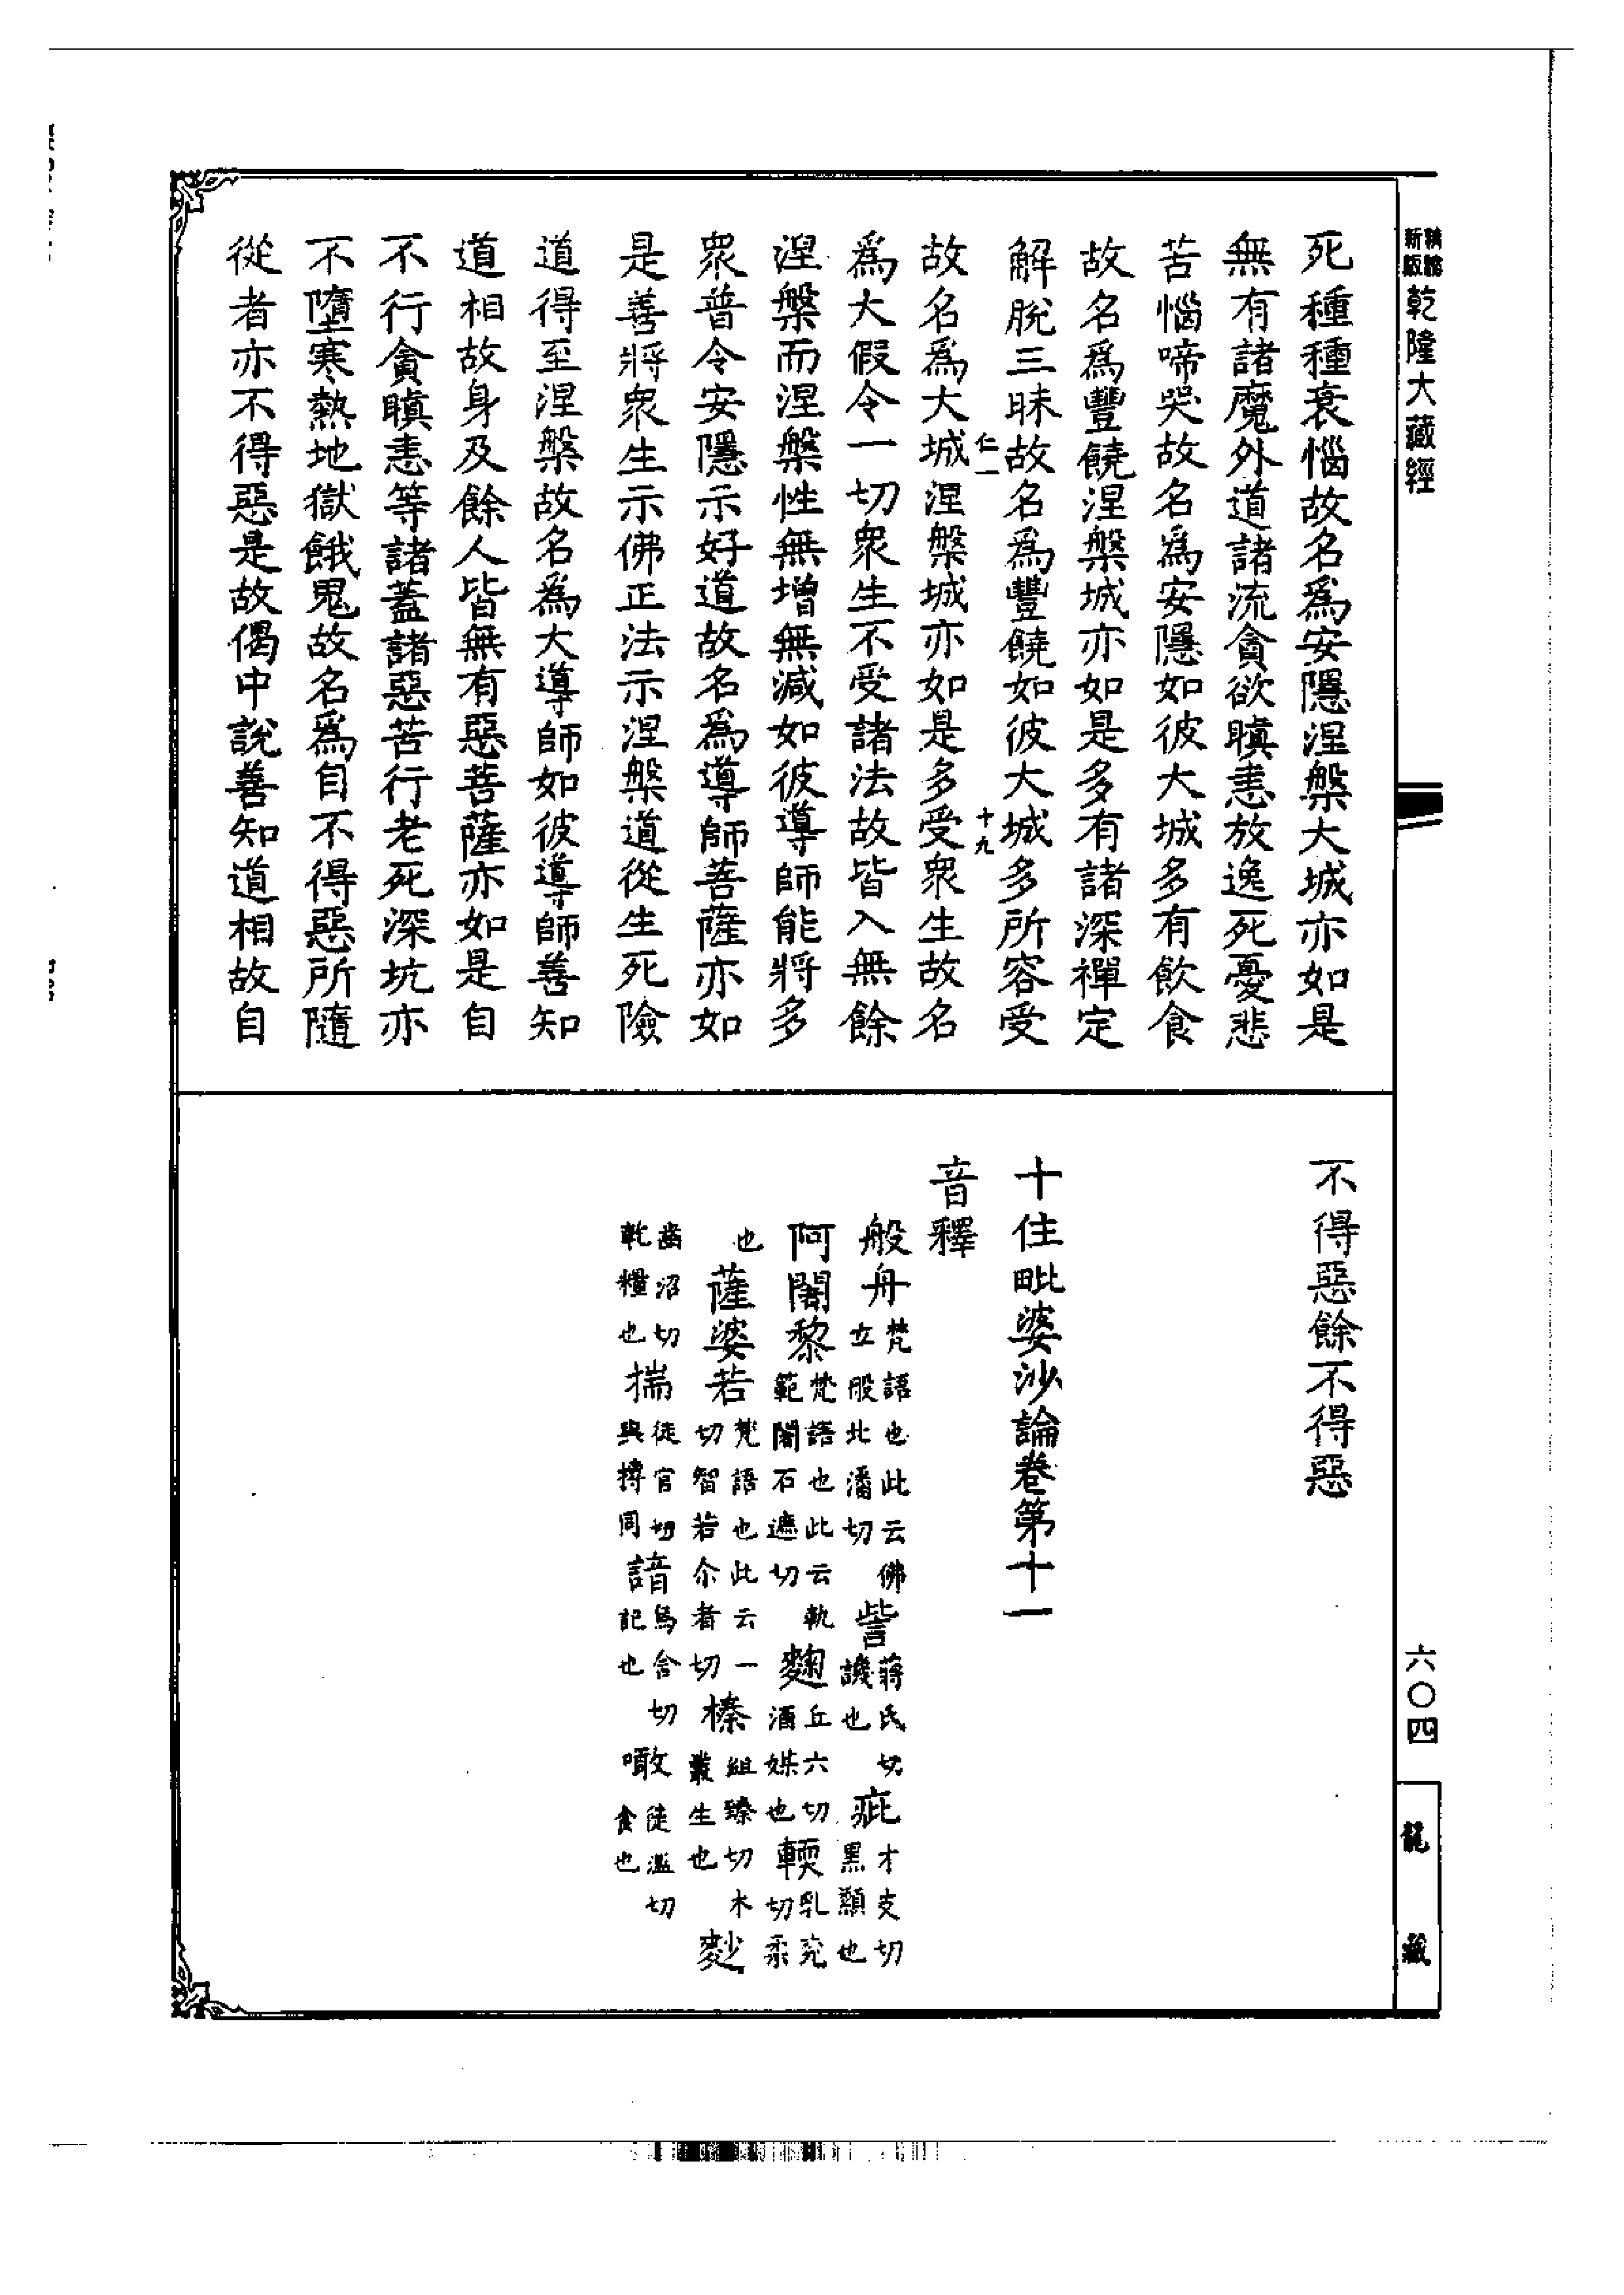 新版精縮乾隆大藏經
死種種衰惱故名爲安隱涅槃大城亦如是
無有諸魔外道諸流貪欲瞋恚放逸死憂悲
苦惱啼哭故名爲安隱如彼大城多有飲食
故名爲豐饒涅槃城亦如是多有諸深禪定
解脫三昧故名爲豐饒如彼大城多所容受
仁一 十九
故名爲大城涅槃城亦如是多受衆生故名
爲大假令一切衆生不受諸法故皆入無餘
涅槃而涅槃性無增無減如彼導師能將多
衆普令安隱示好道故名爲導師菩薩亦如
是善將衆生示佛正法示涅槃道從生死險
道得至涅槃故名爲大導師如彼導師善知
道相故身及餘人皆無有惡菩薩亦如是自
不行貪瞋恚等諸蓋諸惡苦行老死深坑亦
不墮寒熱地獄餓鬼故名爲自不得惡所隨
從者亦不得惡是故偈中說善知道相故自
不得惡餘不得惡
十住毗婆沙論卷第十一
音釋
般舟梵語也此云佛立般北潘切訾蔣氏切譏也疵才支切黑纇也
阿闍黎梵語也此云軌範闍石遮切麴丘六切酒媒也輭乳兖切柔
也薩婆若梵語也此云一切智若尒者切榛組臻切木叢生也麨
齒沼切乾糧也揣徒官切與摶同諳烏含切記也噉徒濫切食也
六〇四
龍藏